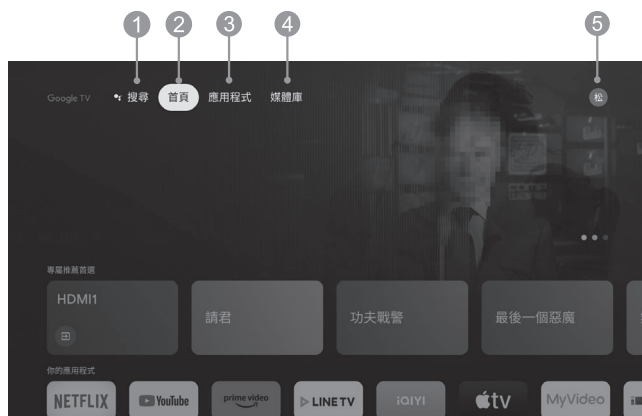 1 2 3 4 5
Google TV 搜尋 首頁 應用程式 媒體庫 松
專屬推薦首選
HDMI1 請君 功夫戰警 最後一個惡魔
你的應用程式
NETFLIX YouTube prime video LINE TV iQIYI tv MyVideo